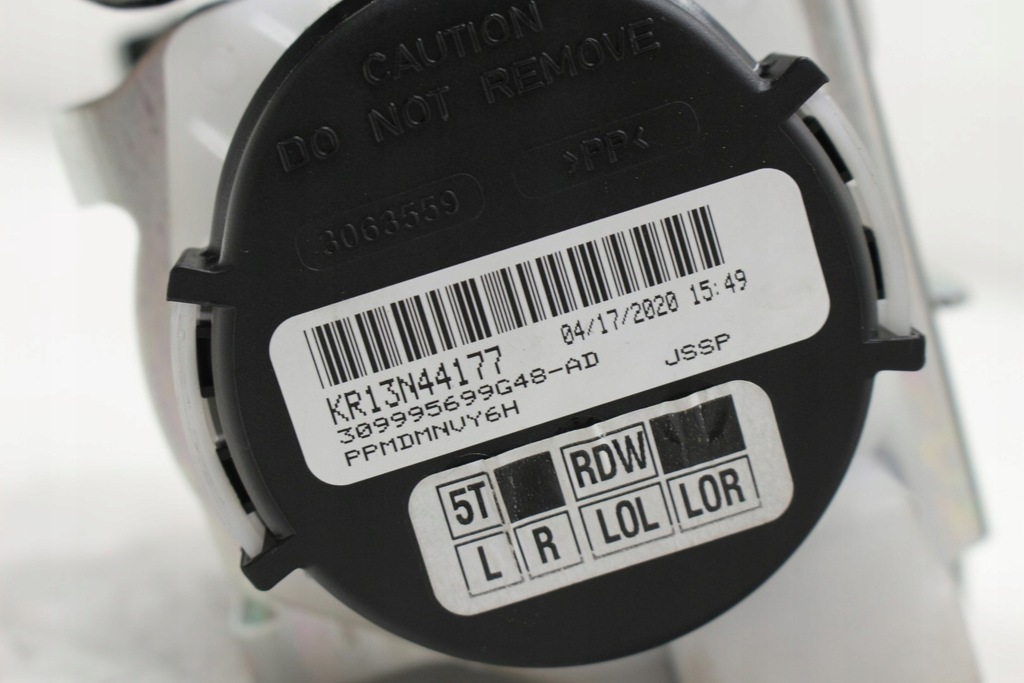 CAUTION
DO NOT REMOVE
>PP<
3063559
04/17/2020 15:49
KR13N44177
309995699G48-AD JSSP
PPMDMNVY6H
5T RDW
L R LOL LOR